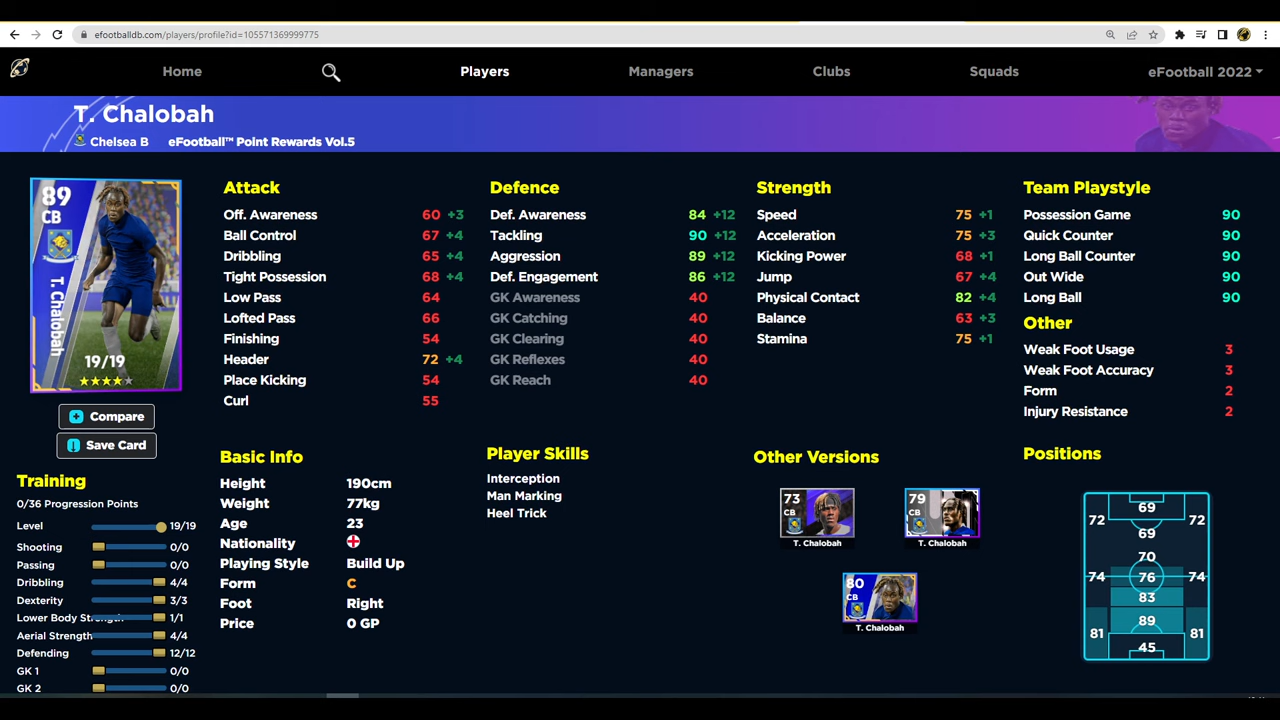 efootballdb.com/players/profile?id=105571369999775
Home
Players
Managers
Clubs
Squads
eFootball 2022
T. Chalobah
Chelsea B eFootball™ Point Rewards Vol.5
89
CB
T. Chalobah
19/19
Compare
Save Card
Training
0/36 Progression Points
Level 19/19
Shooting 0/0
Passing 0/0
Dribbling 4/4
Dexterity 3/3
Lower Body Strength 1/1
Aerial Strength 4/4
Defending 12/12
GK 1 0/0
GK 2 0/0
Attack
Off. Awareness 60 +3
Ball Control 67 +4
Dribbling 65 +4
Tight Possession 68 +4
Low Pass 64
Lofted Pass 66
Finishing 54
Header 72 +4
Place Kicking 54
Curl 55
Defence
Def. Awareness 84 +12
Tackling 90 +12
Aggression 89 +12
Def. Engagement 86 +12
GK Awareness 40
GK Catching 40
GK Clearing 40
GK Reflexes 40
GK Reach 40
Strength
Speed 75 +1
Acceleration 75 +3
Kicking Power 68 +1
Jump 67 +4
Physical Contact 82 +4
Balance 63 +3
Stamina 75 +1
Team Playstyle
Possession Game 90
Quick Counter 90
Long Ball Counter 90
Out Wide 90
Long Ball 90
Other
Weak Foot Usage 3
Weak Foot Accuracy 3
Form 2
Injury Resistance 2
Basic Info
Height 190cm
Weight 77kg
Age 23
Nationality
Playing Style Build Up
Form C
Foot Right
Price 0 GP
Player Skills
Interception
Man Marking
Heel Trick
Other Versions
73
CB
T. Chalobah
79
CB
T. Chalobah
80
CB
T. Chalobah
Positions
69
72 72
69
70
74 76 74
83
89
81 81
45